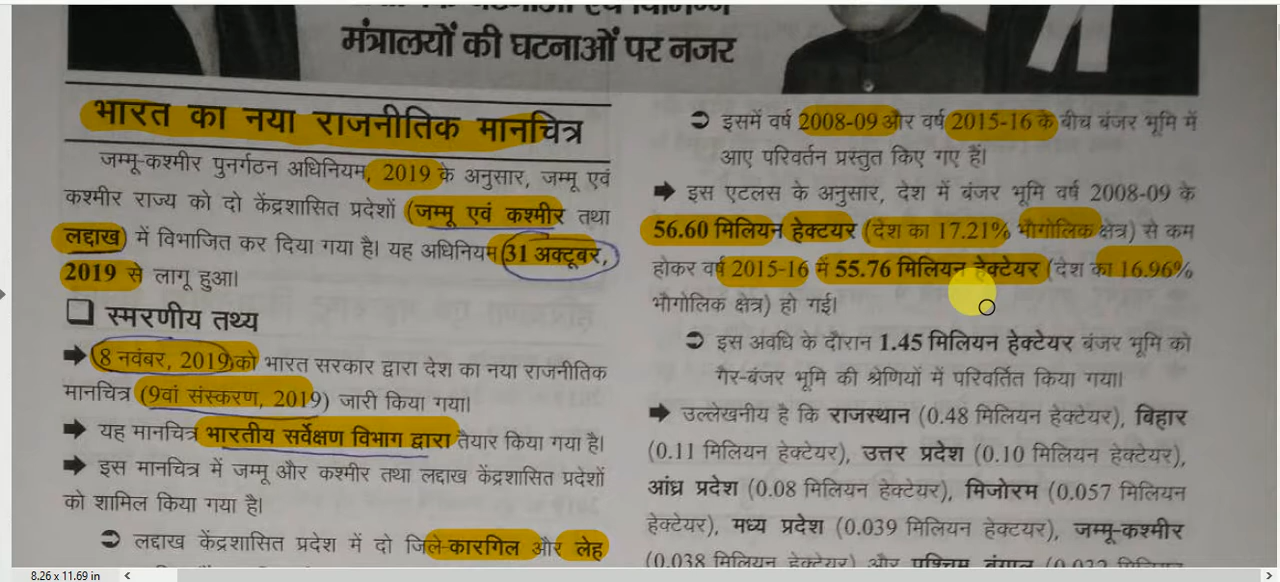 मंत्रालयों की घटनाओं पर नजर
भारत का नया राजनीतिक मानचित्र
जम्मू-कश्मीर पुनर्गठन अधिनियम, 2019 के अनुसार, जम्मू एवं
कश्मीर राज्य को दो केंद्रशासित प्रदेशों (जम्मू एवं कश्मीर तथा
लद्दाख) में विभाजित कर दिया गया है। यह अधिनियम 31 अक्टूबर,
2019 से लागू हुआ।
❑ स्मरणीय तथ्य
➡ 8 नवंबर, 2019 को भारत सरकार द्वारा देश का नया राजनीतिक
मानचित्र (9वां संस्करण, 2019) जारी किया गया।
➡ यह मानचित्र भारतीय सर्वेक्षण विभाग द्वारा तैयार किया गया है।
➡ इस मानचित्र में जम्मू और कश्मीर तथा लद्दाख केंद्रशासित प्रदेशों
को शामिल किया गया है।
➲ लद्दाख केंद्रशासित प्रदेश में दो जिले-कारगिल और लेह
➲ इसमें वर्ष 2008-09 और वर्ष 2015-16 के बीच बंजर भूमि में
आए परिवर्तन प्रस्तुत किए गए हैं।
➡ इस एटलस के अनुसार, देश में बंजर भूमि वर्ष 2008-09 के
56.60 मिलियन हेक्टयर (देश का 17.21% भौगोलिक क्षेत्र) से कम
होकर वर्ष 2015-16 में 55.76 मिलियन हेक्टेयर (देश का 16.96%
भौगोलिक क्षेत्र) हो गई।
➲ इस अवधि के दौरान 1.45 मिलियन हेक्टेयर बंजर भूमि को
गैर-बंजर भूमि की श्रेणियों में परिवर्तित किया गया।
➡ उल्लेखनीय है कि राजस्थान (0.48 मिलियन हेक्टेयर), बिहार
(0.11 मिलियन हेक्टेयर), उत्तर प्रदेश (0.10 मिलियन हेक्टेयर),
आंध्र प्रदेश (0.08 मिलियन हेक्टेयर), मिजोरम (0.057 मिलियन
हेक्टेयर), मध्य प्रदेश (0.039 मिलियन हेक्टेयर), जम्मू-कश्मीर
(0.038 मिलियन हेक्टेयर) और पश्चिम बंगाल
8.26 x 11.69 in